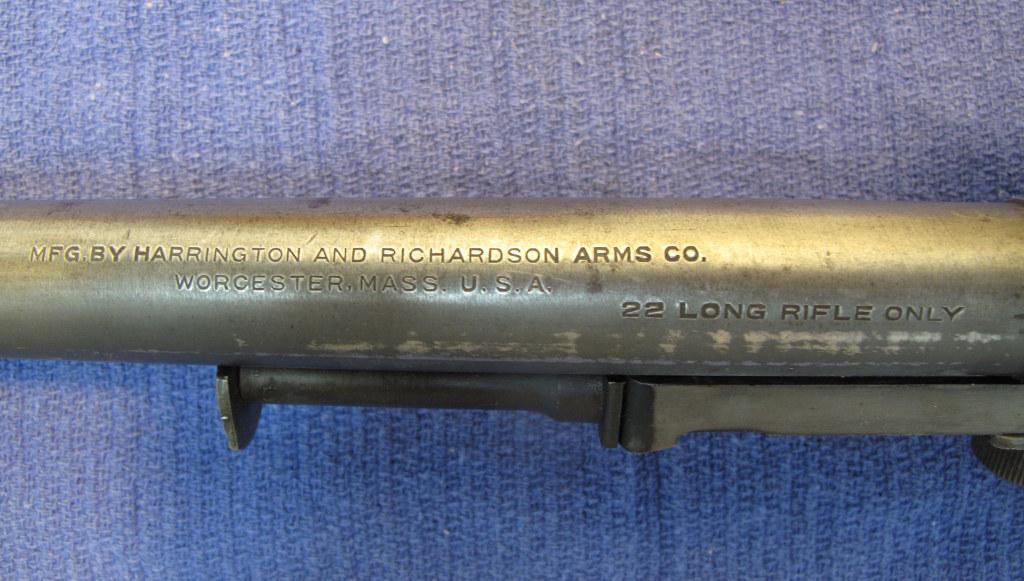 MFG. BY HARRINGTON AND RICHARDSON ARMS CO.
WORCESTER, MASS. U. S. A.
22 LONG RIFLE ONLY